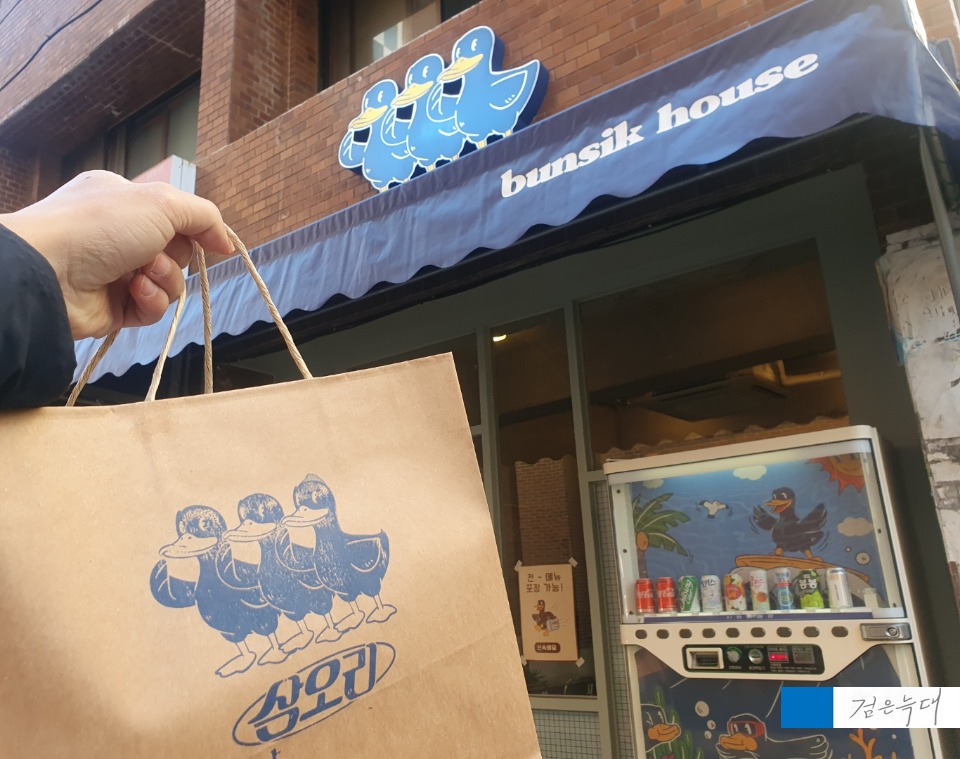 bunsik house
삼오리
전-메뉴
포장 가능!
검은늑대